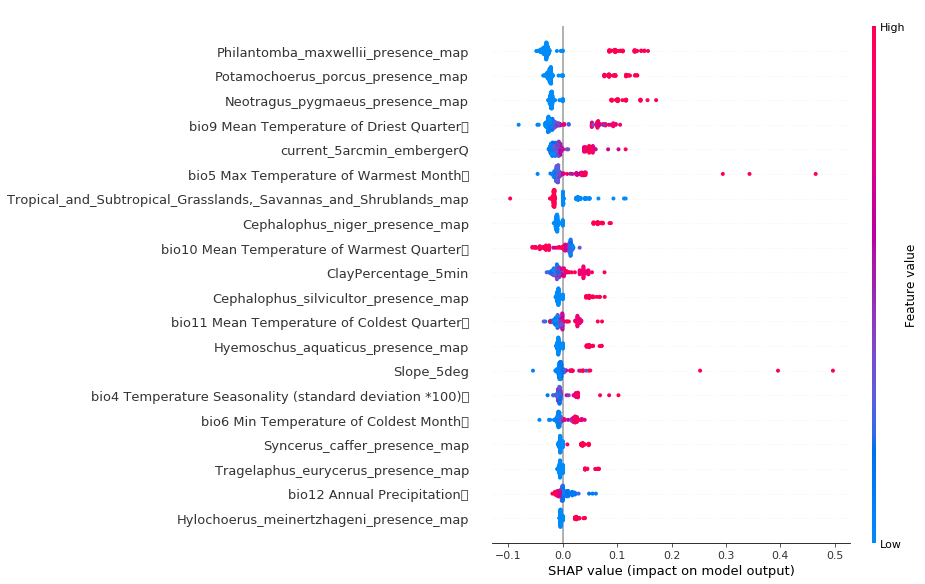 High
Philantomba_maxwellii_presence_map
Potamochoerus_porcus_presence_map
Neotragus_pygmaeus_presence_map
bio9 Mean Temperature of Driest Quarter
current_5arcmin_embergerQ
bio5 Max Temperature of Warmest Month
Tropical_and_Subtropical_Grasslands,_Savannas_and_Shrublands_map
Cephalophus_niger_presence_map
bio10 Mean Temperature of Warmest Quarter
ClayPercentage_5min
Cephalophus_silvicultor_presence_map
bio11 Mean Temperature of Coldest Quarter
Hyemoschus_aquaticus_presence_map
Slope_5deg
bio4 Temperature Seasonality (standard deviation *100)
bio6 Min Temperature of Coldest Month
Syncerus_caffer_presence_map
Tragelaphus_eurycerus_presence_map
bio12 Annual Precipitation
Hylochoerus_meinertzhageni_presence_map
Feature value
Low
−0.1 0.0 0.1 0.2 0.3 0.4 0.5
SHAP value (impact on model output)